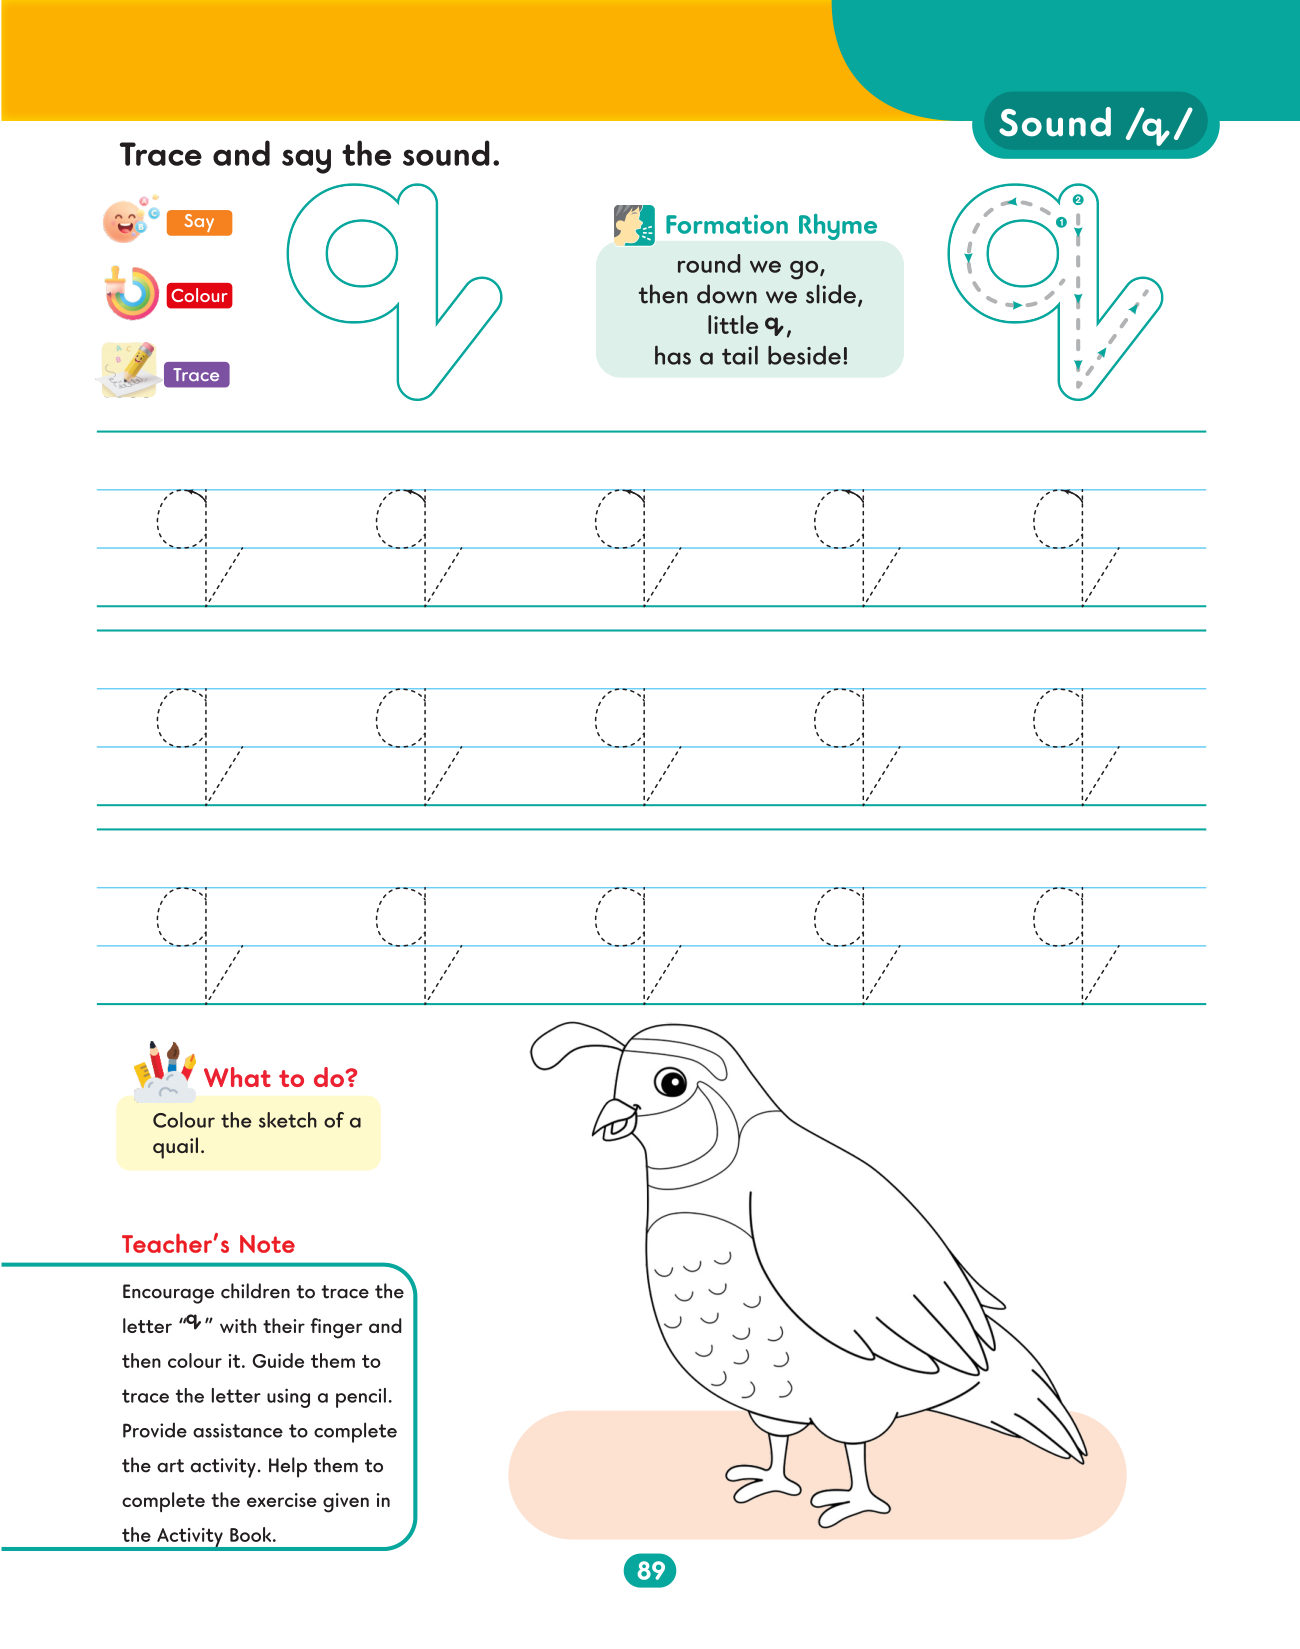 Sound /q/
Trace and say the sound.
Say
Colour
Trace
Formation Rhyme
round we go,
then down we slide,
little q,
has a tail beside!
1
2
What to do?
Colour the sketch of a
quail.
Teacher's Note
Encourage children to trace the
letter "q" with their finger and
then colour it. Guide them to
trace the letter using a pencil.
Provide assistance to complete
the art activity. Help them to
complete the exercise given in
the Activity Book.
q
q
q q q q q
q q q q q
q q q q q
89